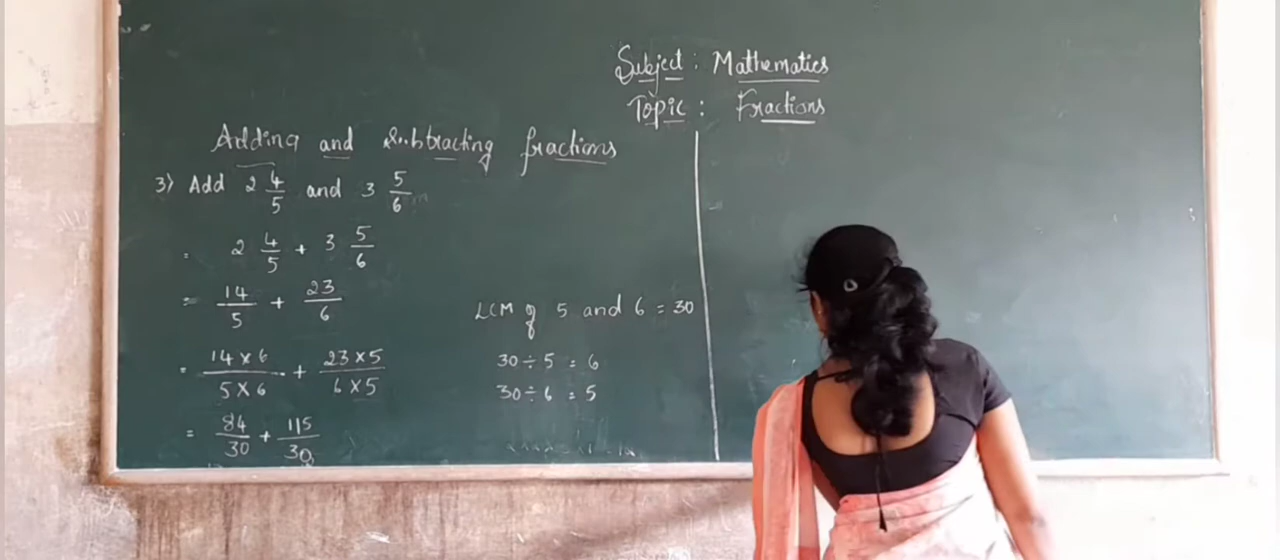 Subject : Mathematics
Topic : Fractions
Adding and Subtracting fractions
3) Add 2 4/5 and 3 5/6
= 2 4/5 + 3 5/6
= 14/5 + 23/6
= 14 × 6 / 5 × 6 + 23 × 5 / 6 × 5
= 84/30 + 115/30
LCM of 5 and 6 = 30
30 ÷ 5 = 6
30 ÷ 6 = 5